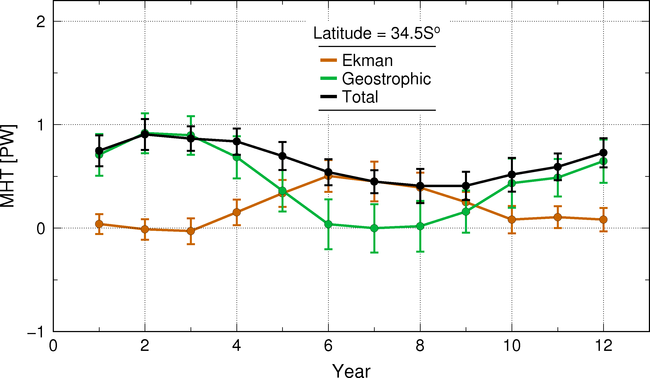 Latitude = 34.5Sº
Ekman
Geostrophic
Total
2
1
0
−1
MHT [PW]
0 2 4 6 8 10 12
Year